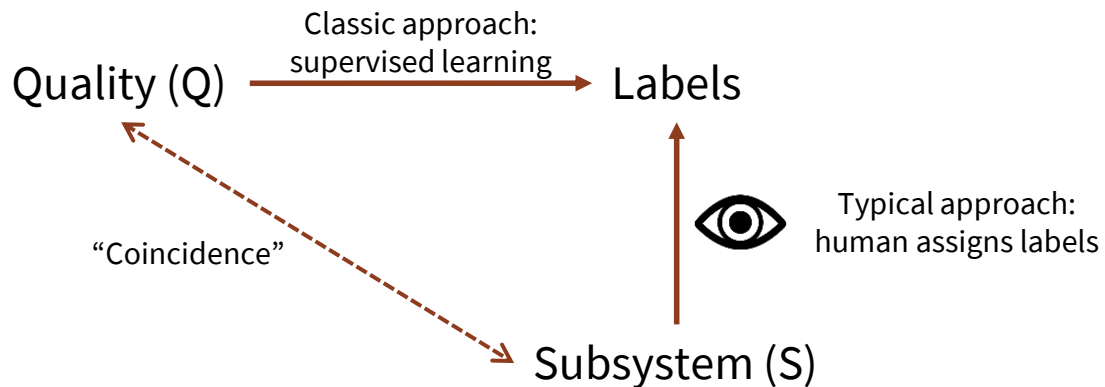 Classic approach:
supervised learning
Quality (Q)
Labels
Typical approach:
human assigns labels
“Coincidence”
Subsystem (S)